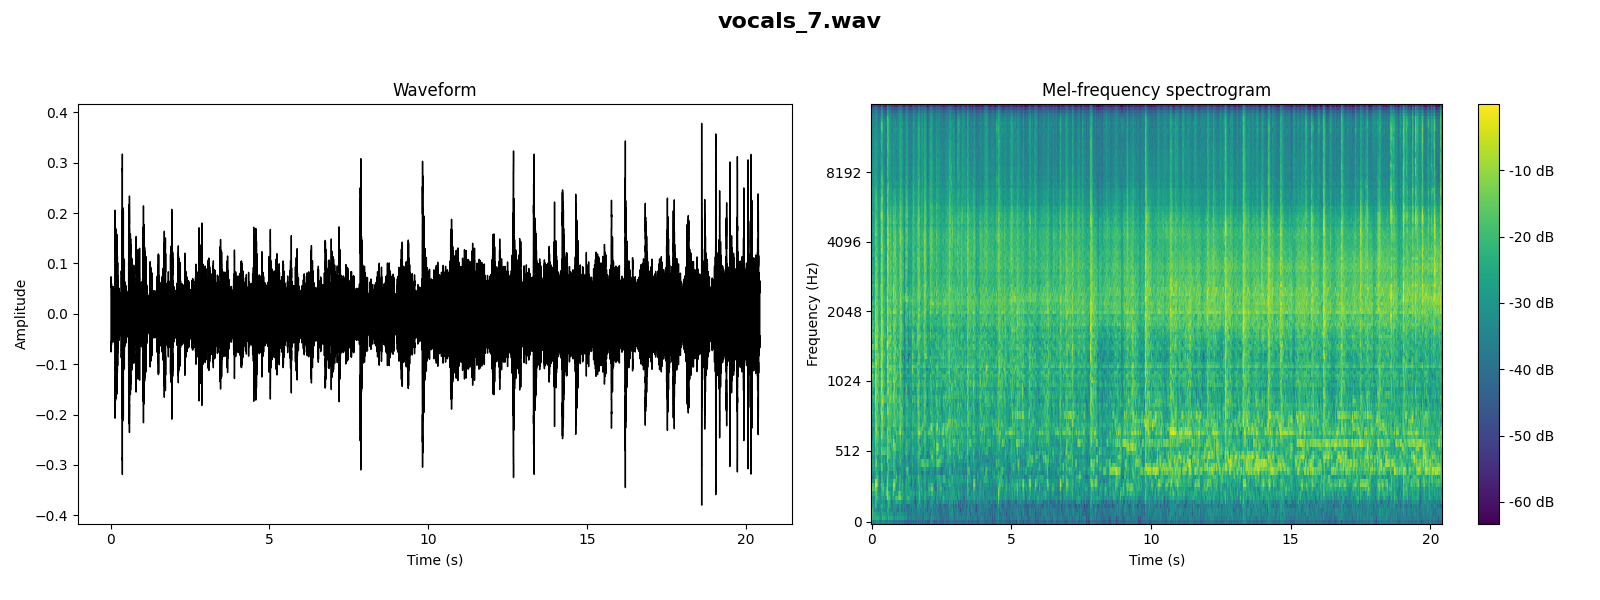 vocals_7.wav
Waveform
Amplitude
0.4
0.3
0.2
0.1
0.0
−0.1
−0.2
−0.3
−0.4
0 5 10 15 20
Time (s)
Mel-frequency spectrogram
Frequency (Hz)
8192
4096
2048
1024
512
0
0 5 10 15 20
Time (s)
-10 dB
-20 dB
-30 dB
-40 dB
-50 dB
-60 dB